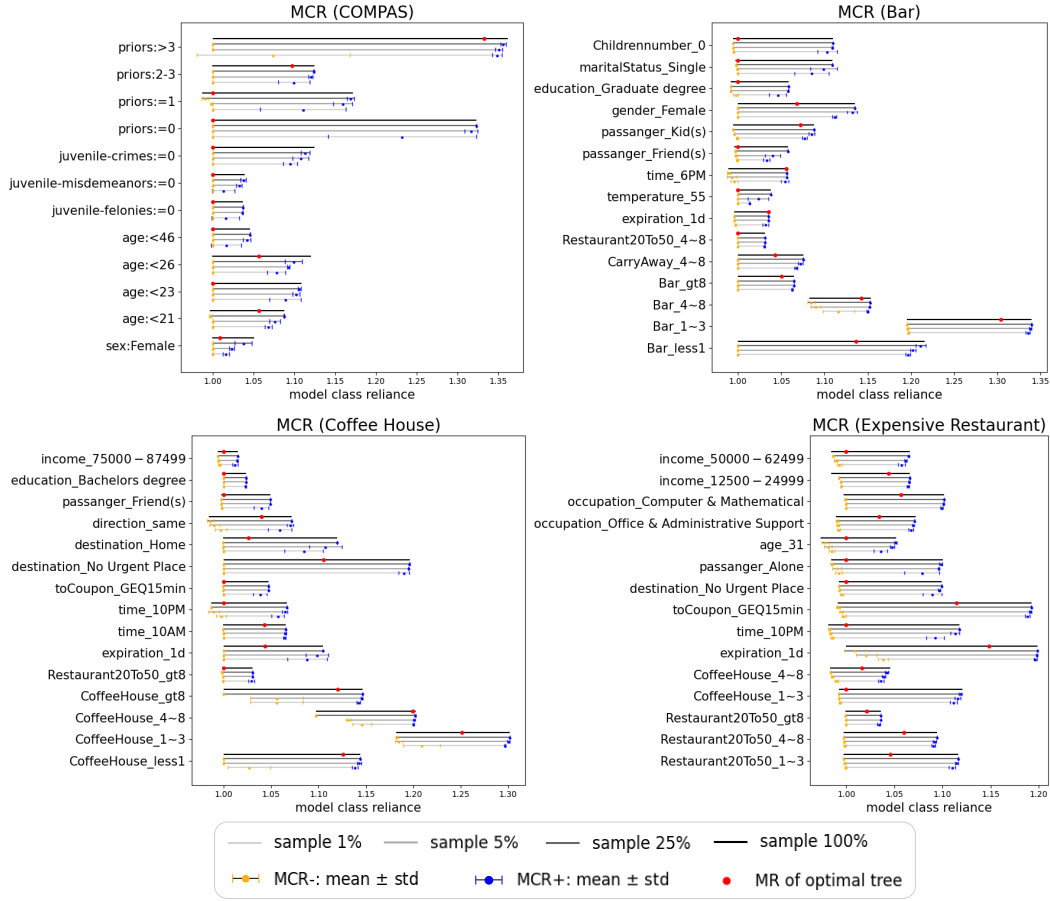 MCR (COMPAS)
priors:>3
priors:2-3
priors:=1
priors:=0
juvenile-crimes:=0
juvenile-misdemeanors:=0
juvenile-felonies:=0
age:<46
age:<26
age:<23
age:<21
sex:Female
1.00 1.05 1.10 1.15 1.20 1.25 1.30 1.35
model class reliance
MCR (Bar)
Childrennumber_0
maritalStatus_Single
education_Graduate degree
gender_Female
passanger_Kid(s)
passanger_Friend(s)
time_6PM
temperature_55
expiration_1d
Restaurant20To50_4~8
CarryAway_4~8
Bar_gt8
Bar_4~8
Bar_1~3
Bar_less1
1.00 1.05 1.10 1.15 1.20 1.25 1.30 1.35
model class reliance
MCR (Coffee House)
income_75000 − 87499
education_Bachelors degree
passanger_Friend(s)
direction_same
destination_Home
destination_No Urgent Place
toCoupon_GEQ15min
time_10PM
time_10AM
expiration_1d
Restaurant20To50_gt8
CoffeeHouse_gt8
CoffeeHouse_4~8
CoffeeHouse_1~3
CoffeeHouse_less1
1.00 1.05 1.10 1.15 1.20 1.25 1.30
model class reliance
MCR (Expensive Restaurant)
income_50000 − 62499
income_12500 − 24999
occupation_Computer & Mathematical
occupation_Office & Administrative Support
age_31
passanger_Alone
destination_No Urgent Place
toCoupon_GEQ15min
time_10PM
expiration_1d
CoffeeHouse_4~8
CoffeeHouse_1~3
Restaurant20To50_gt8
Restaurant20To50_4~8
Restaurant20To50_1~3
1.00 1.05 1.10 1.15 1.20
model class reliance
sample 1% sample 5% sample 25% sample 100%
MCR-: mean ± std MCR+: mean ± std MR of optimal tree